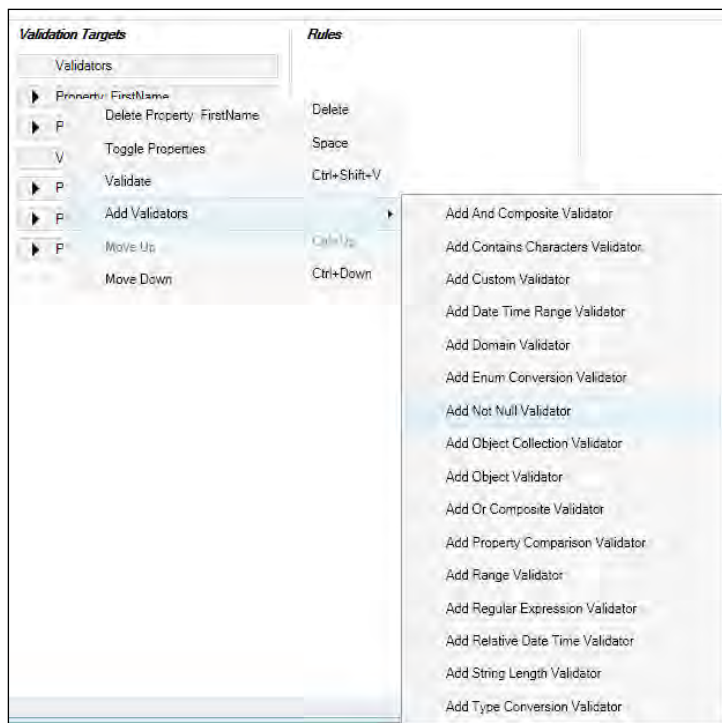 Validation Targets Rules
Validators
Property: FirstName
P
V
P
P
P
Delete Property: FirstName Delete
Toggle Properties Space
Validate Ctrl+Shift+V
Add Validators
Move Up Ctrl+Up
Move Down Ctrl+Down
Add And Composite Validator
Add Contains Characters Validator
Add Custom Validator
Add Date Time Range Validator
Add Domain Validator
Add Enum Conversion Validator
Add Not Null Validator
Add Object Collection Validator
Add Object Validator
Add Or Composite Validator
Add Property Comparison Validator
Add Range Validator
Add Regular Expression Validator
Add Relative Date Time Validator
Add String Length Validator
Add Type Conversion Validator